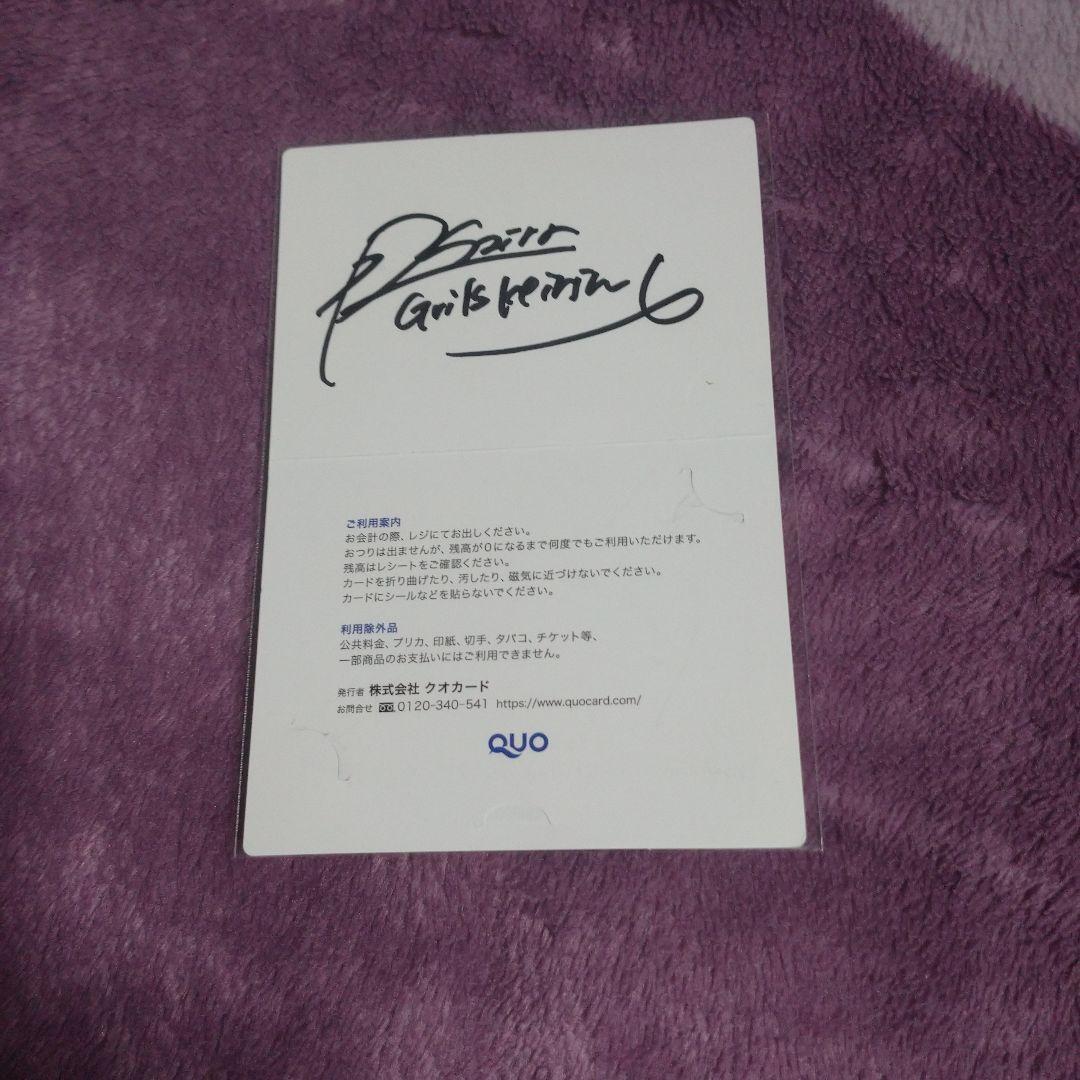 Girls keirin
ご利用案内
お会計の際、レジにてお出しください。
おつりは出ませんが、残高が0になるまで何度でもご利用いただけます。
残高はレシートをご確認ください。
カードを折り曲げたり、汚したり、磁気に近づけないでください。
カードにシールなどを貼らないでください。
利用除外品
公共料金、プリカ、印紙、切手、タバコ、チケット等、
一部商品のお支払いにはご利用できません。
発行者 株式会社 クオカード
お問合せ 0120-340-541 https://www.quocard.com/
QUO